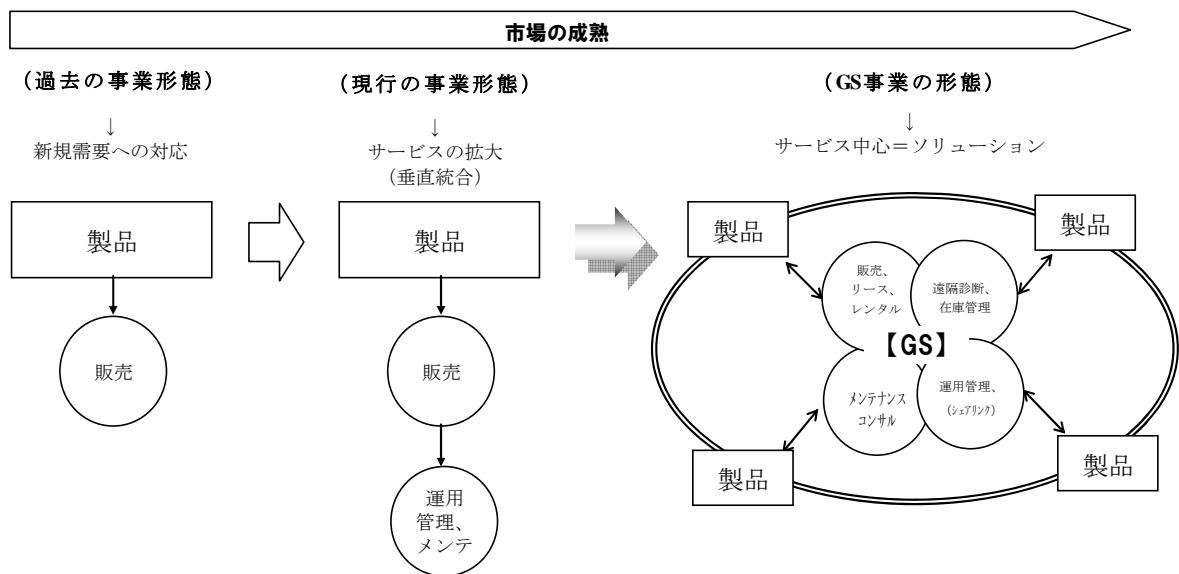 市場の成熟
（過去の事業形態）
↓
新規需要への対応
製品
販売
（現行の事業形態）
↓
サービスの拡大
（垂直統合）
製品
販売
運用
管理、
メンテ
（GS事業の形態）
↓
サービス中心＝ソリューション
製品
製品
販売、
リース、
レンタル
遠隔診断、
在庫管理
【GS】
メンテナンス
コンサル
運用管理、
(シェアリンク)
製品
製品